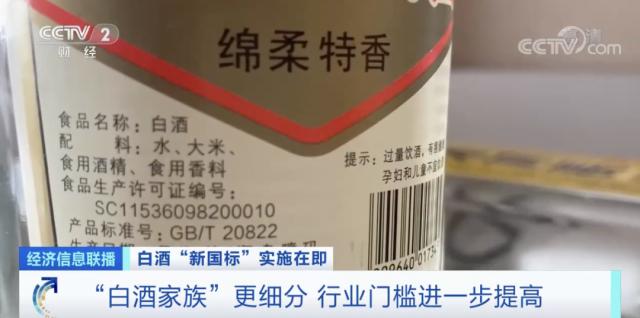 CCTV 2
财经
CCTV.com
绵柔特香
食品名称：白酒
配 料：水、大米、
食用酒精、食用香料
食品生产许可证编号：
SC11536098200010
产品标准号：GB/T 20822
提示：过量饮酒，有害
孕妇和儿童不
经济信息联播
白酒“新国标”实施在即
“白酒家族”更细分 行业门槛进一步提高